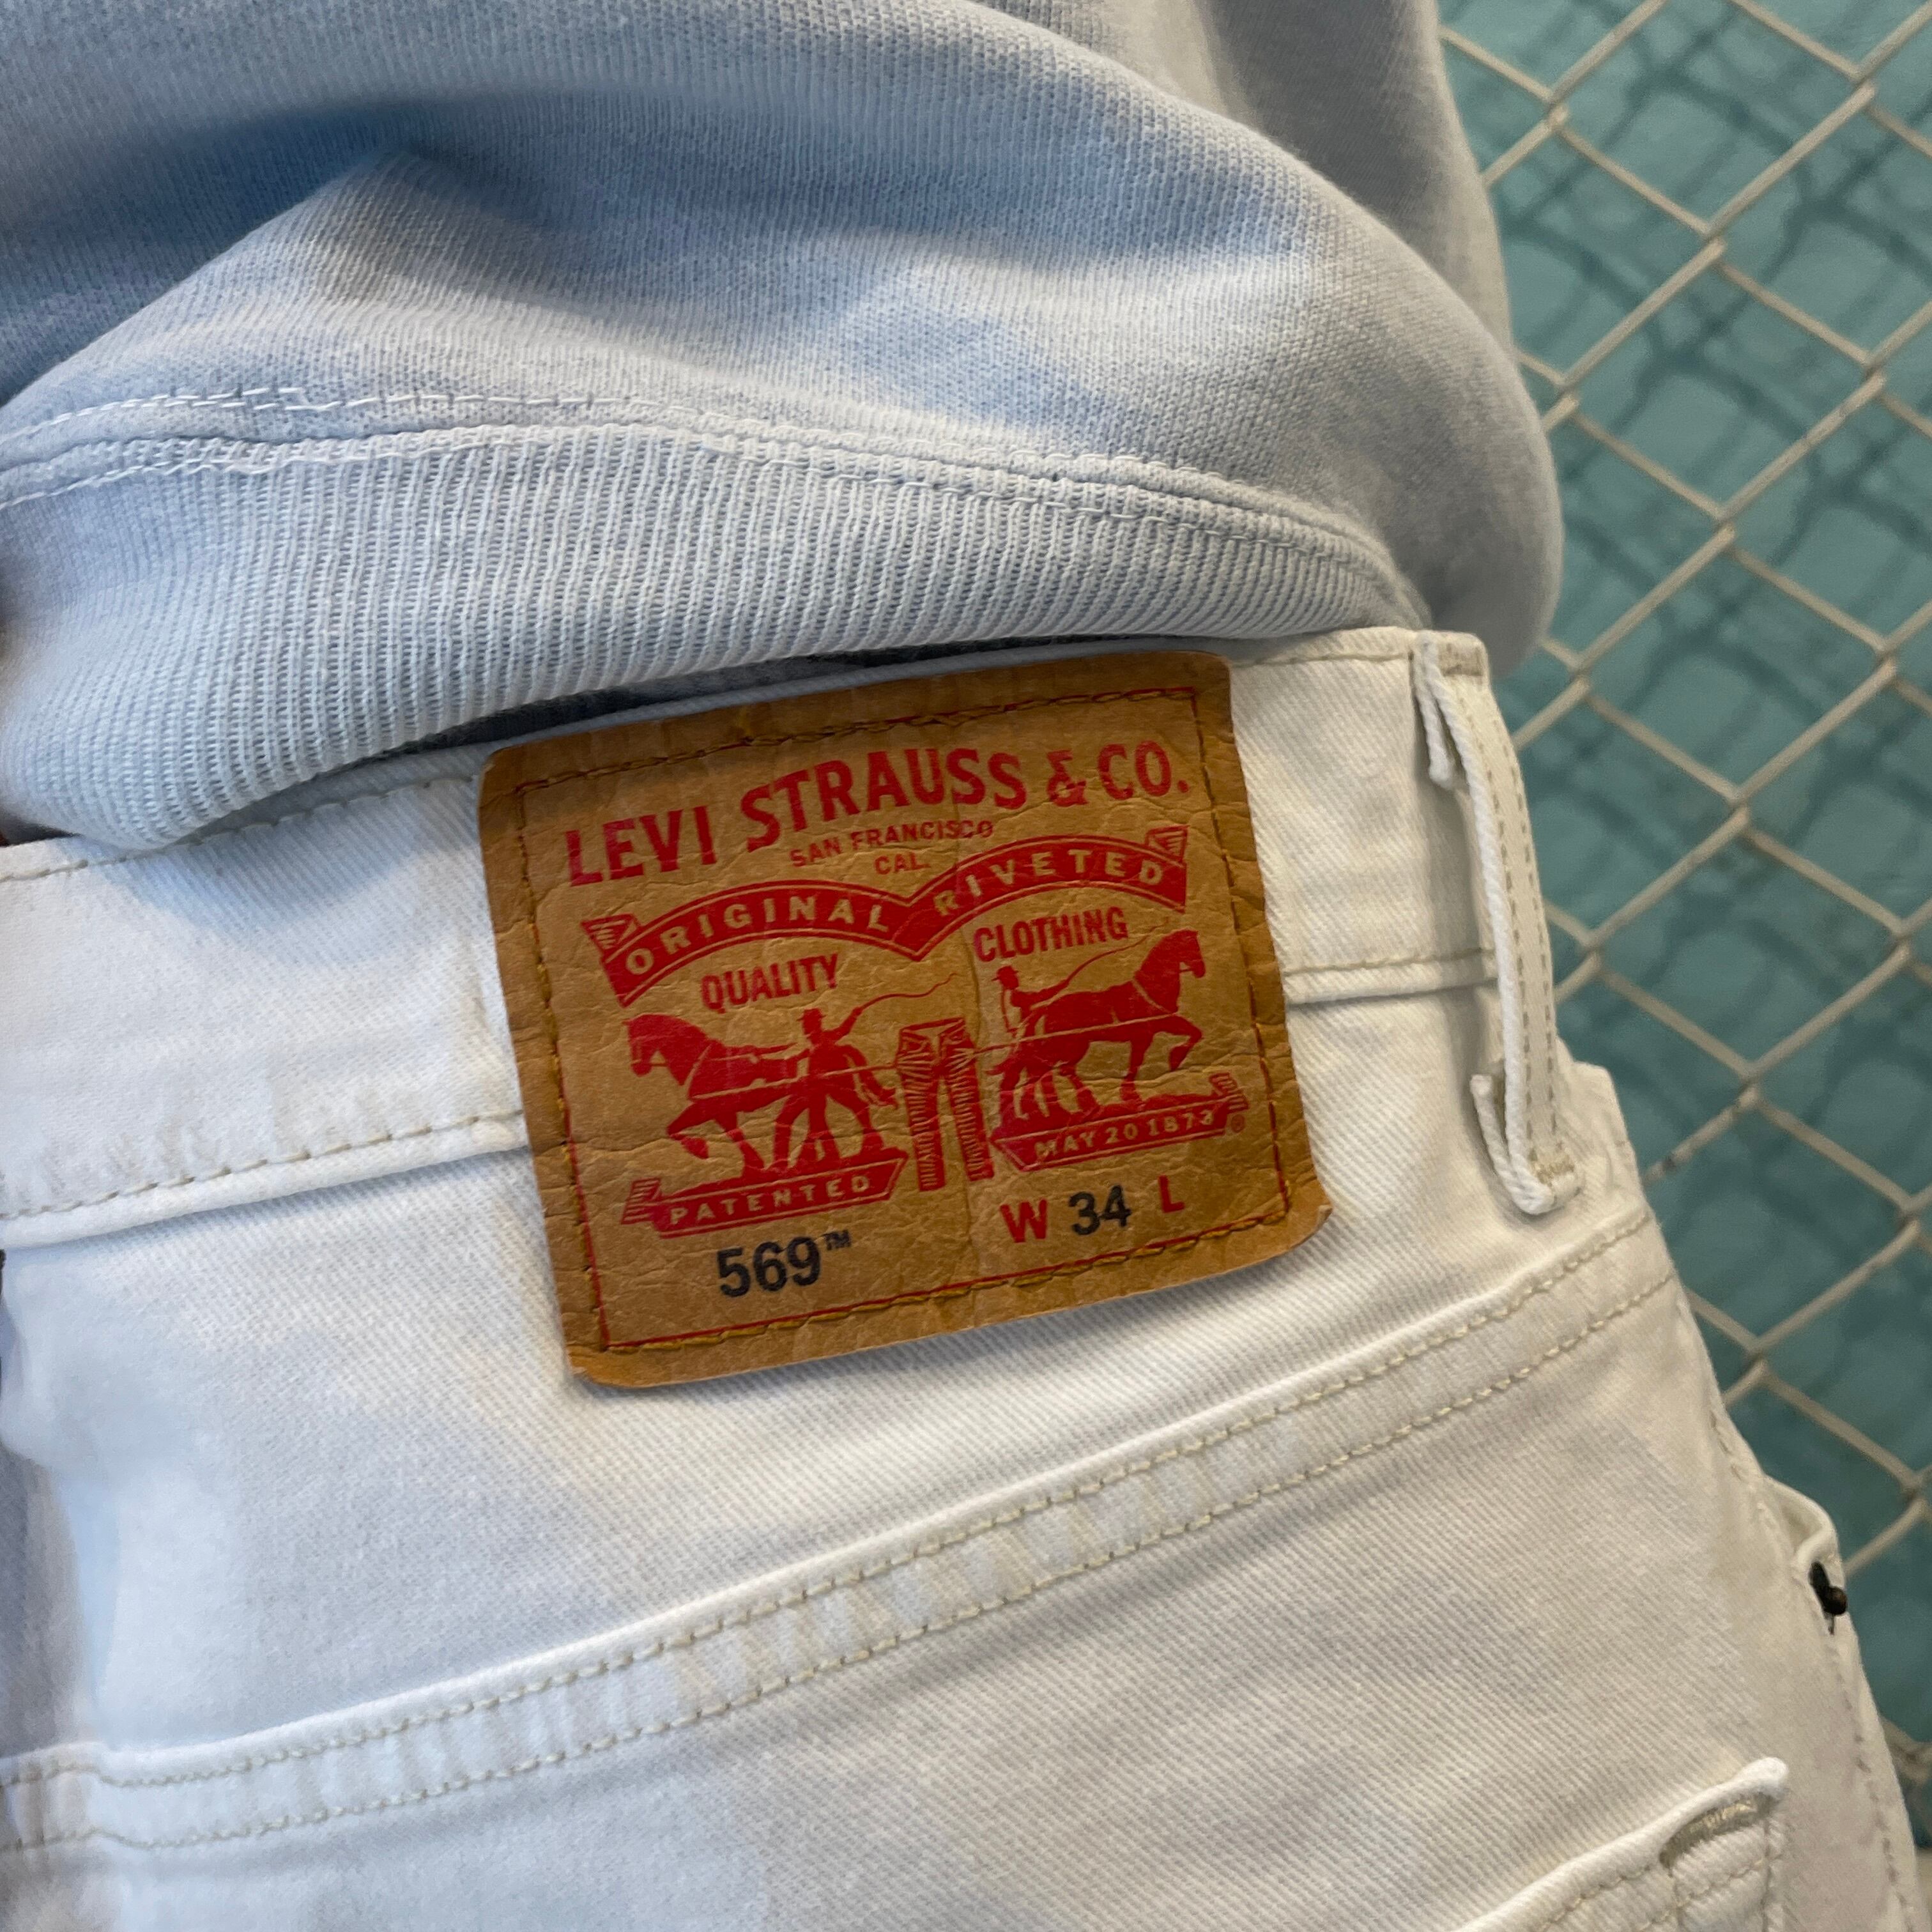 LEVI STRAUSS & CO.
SAN FRANCISCO
CAL.
ORIGINAL RIVETED
QUALITY CLOTHING
PATENTED MAY 20 1873 ®
569™ W 34 L